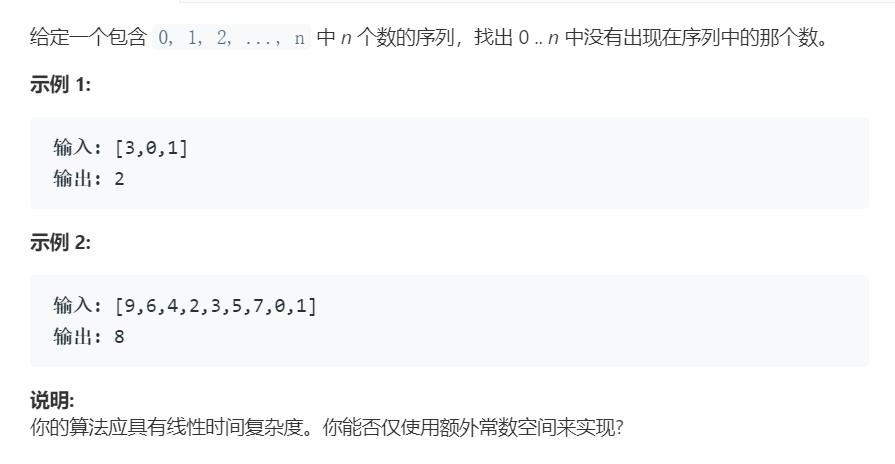 给定一个包含 0, 1, 2, ..., n 中 n 个数的序列，找出 0 .. n 中没有出现在序列中的那个数。
示例 1:
输入: [3,0,1]
输出: 2
示例 2:
输入: [9,6,4,2,3,5,7,0,1]
输出: 8
说明:
你的算法应具有线性时间复杂度。你能否仅使用额外常数空间来实现?